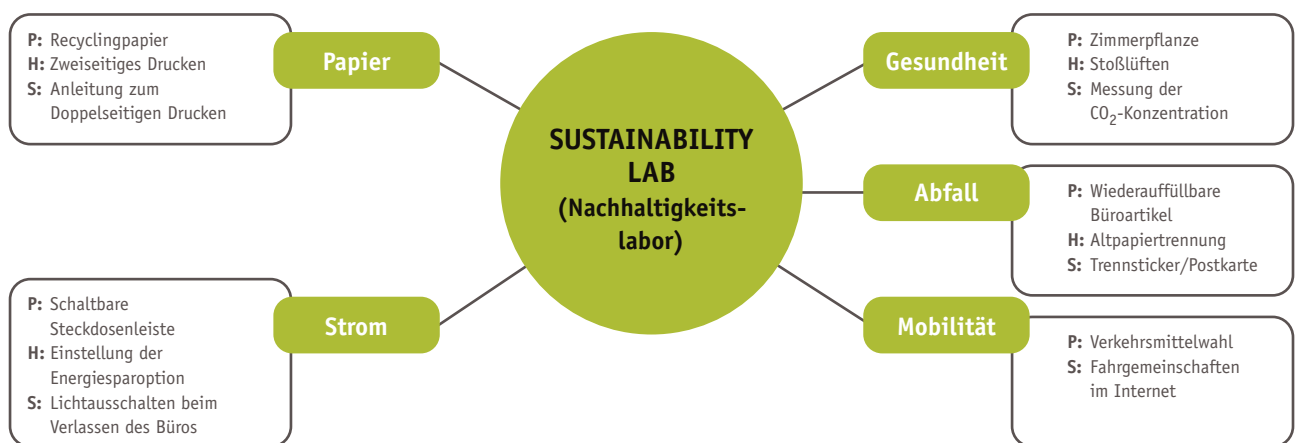 P: Recyclingpapier
H: Zweiseitiges Drucken
S: Anleitung zum
Doppelseitigen Drucken
Papier
P: Schaltbare
Steckdosenleiste
H: Einstellung der
Energiesparoption
S: Lichtausschalten beim
Verlassen des Büros
Strom
SUSTAINABILITY
LAB
(Nachhaltigkeits-
labor)
Gesundheit
P: Zimmerpflanze
H: Stoßlüften
S: Messung der
CO₂-Konzentration
Abfall
P: Wiederauffüllbare
Büroartikel
H: Altpapiertrennung
S: Trennsticker/Postkarte
Mobilität
P: Verkehrsmittelwahl
S: Fahrgemeinschaften
im Internet